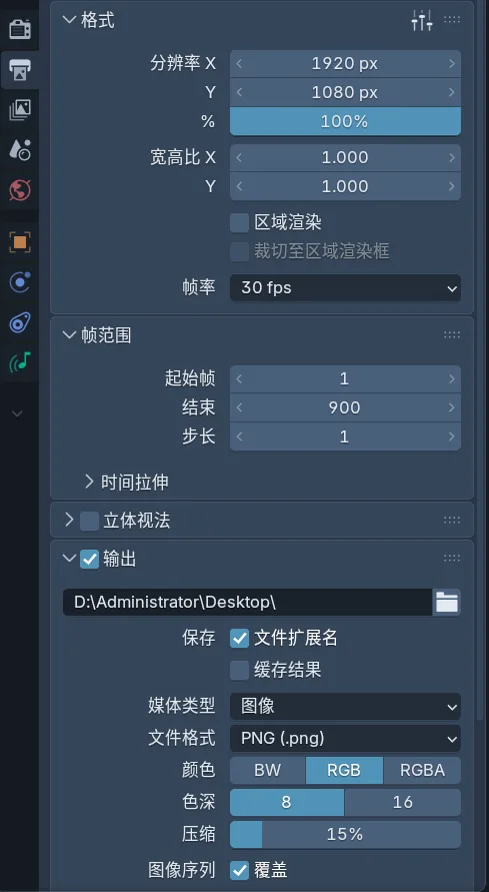 格式
分辨率 X 1920 px
Y 1080 px
% 100%
宽高比 X 1.000
Y 1.000
区域渲染
裁切至区域渲染框
帧率 30 fps
帧范围
起始帧 1
结束 900
步长 1
时间拉伸
立体视法
输出
D:\Administrator\Desktop\
保存 文件扩展名
缓存结果
媒体类型 图像
文件格式 PNG (.png)
颜色 BW RGB RGBA
色深 8 16
压缩 15%
图像序列 覆盖